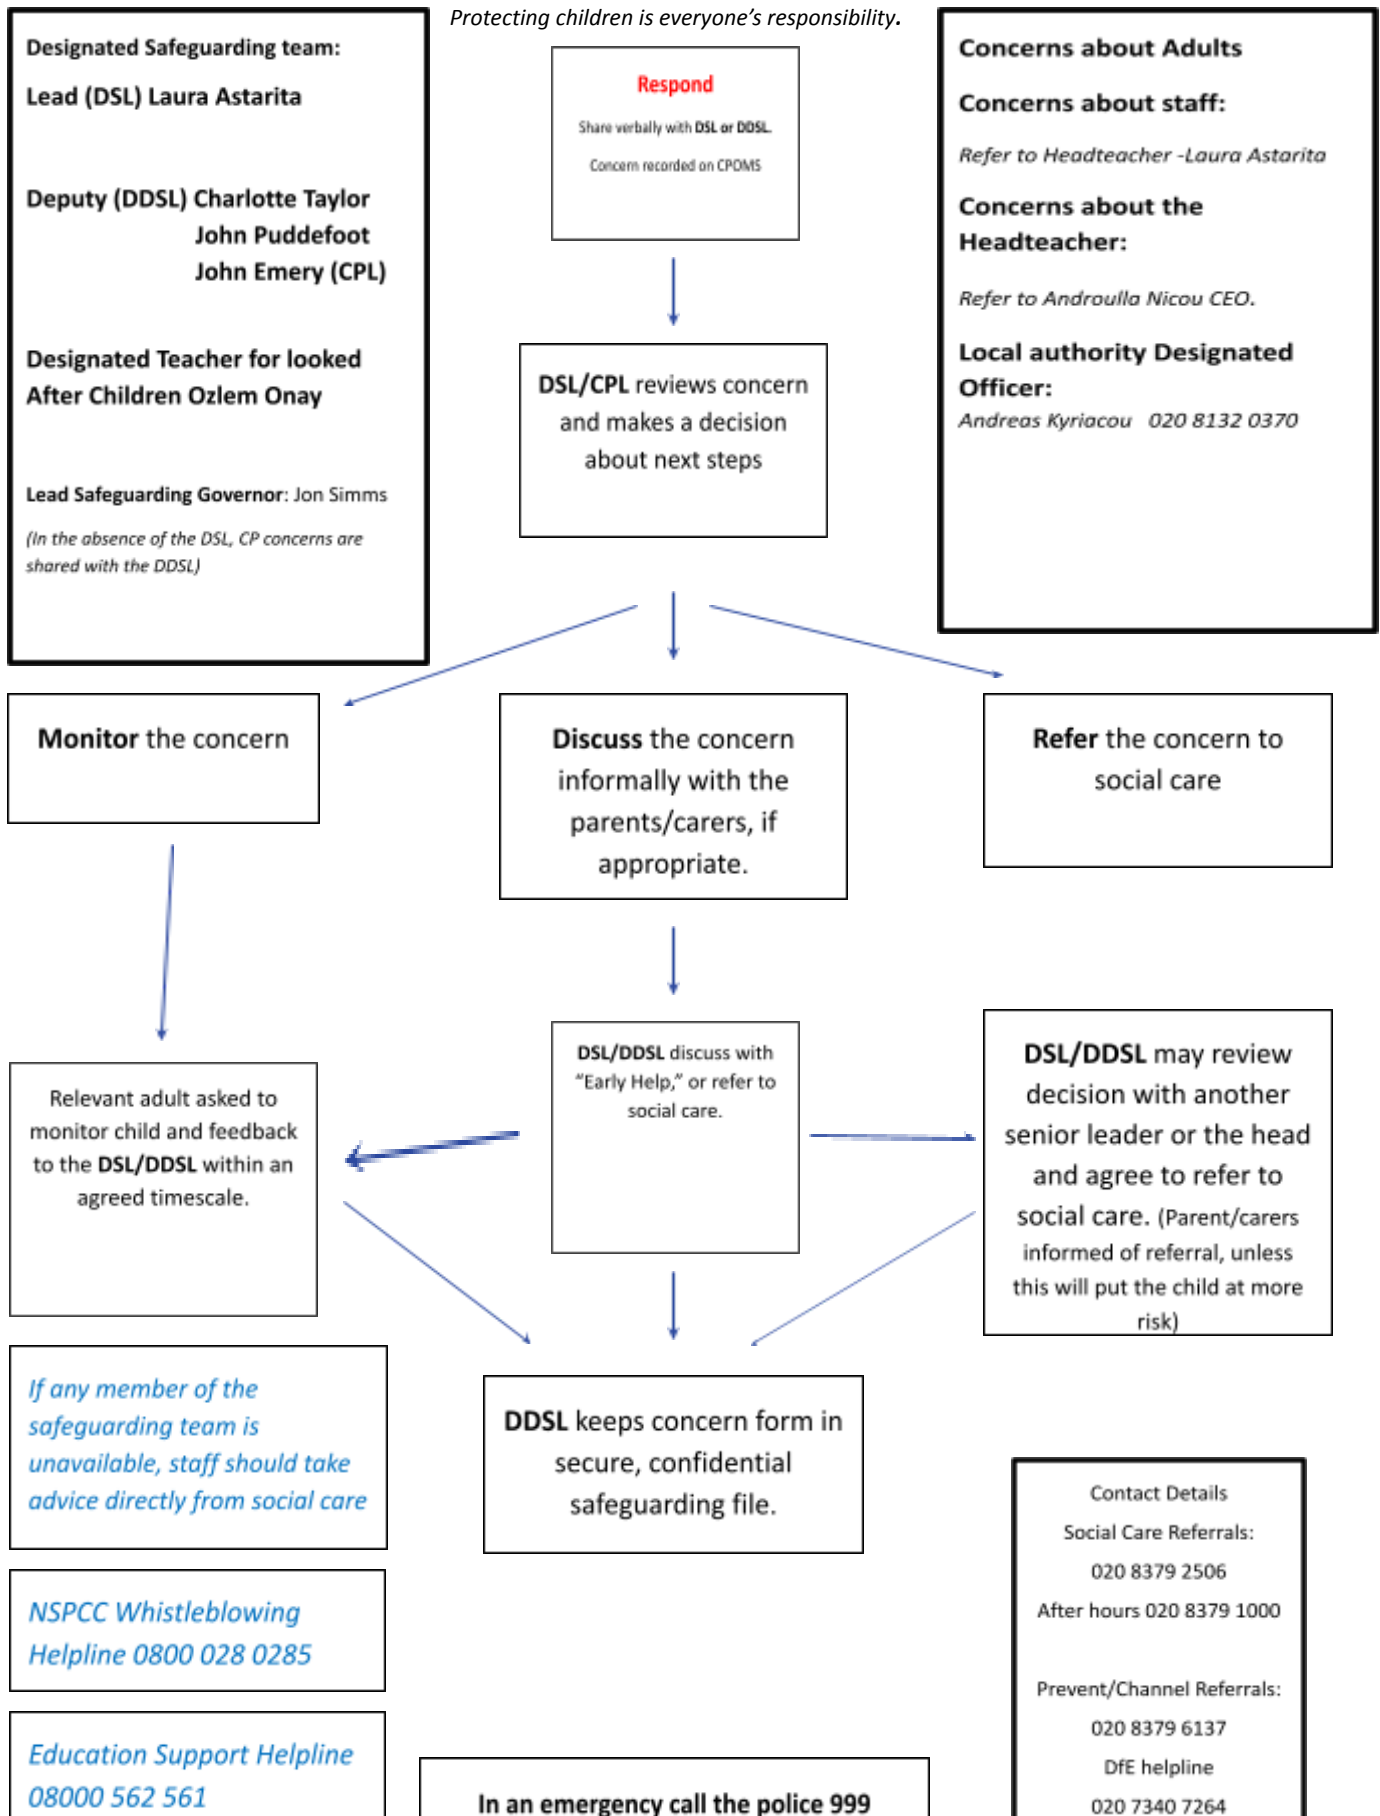 Protecting children is everyone's responsibility.
Designated Safeguarding team:
Lead (DSL) Laura Astarita
Deputy (DDSL) Charlotte Taylor
John Puddefoot
John Emery (CPL)
Designated Teacher for looked
After Children Ozlem Onay
Lead Safeguarding Governor: Jon Simms
(In the absence of the DSL, CP concerns are
shared with the DDSL)
Respond
Share verbally with DSL or DDSL.
Concern recorded on CPOMS
Concerns about Adults
Concerns about staff:
Refer to Headteacher -Laura Astarita
Concerns about the
Headteacher:
Refer to Androulla Nicou CEO.
Local authority Designated
Officer:
Andreas Kyriacou 020 8132 0370
DSL/CPL reviews concern
and makes a decision
about next steps
Monitor the concern
Discuss the concern
informally with the
parents/carers, if
appropriate.
Refer the concern to
social care
Relevant adult asked to
monitor child and feedback
to the DSL/DDSL within an
agreed timescale.
DSL/DDSL discuss with
"Early Help," or refer to
social care.
DSL/DDSL may review
decision with another
senior leader or the head
and agree to refer to
social care. (Parent/carers
informed of referral, unless
this will put the child at more
risk)
If any member of the
safeguarding team is
unavailable, staff should take
advice directly from social care
DDSL keeps concern form in
secure, confidential
safeguarding file.
NSPCC Whistleblowing
Helpline 0800 028 0285
Education Support Helpline
08000 562 561
In an emergency call the police 999
Contact Details
Social Care Referrals:
020 8379 2506
After hours 020 8379 1000
Prevent/Channel Referrals:
020 8379 6137
DfE helpline
020 7340 7264